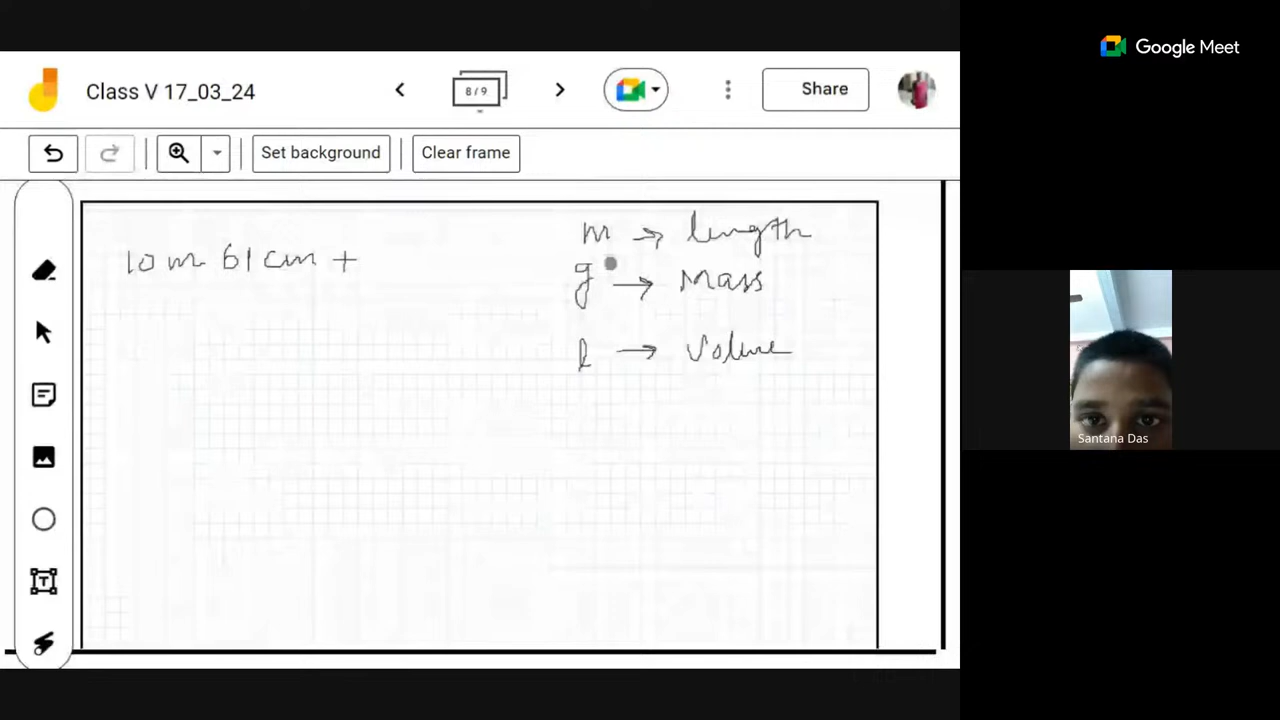 Google Meet
Class V 17_03_24
8/9
Share
Set background
Clear frame
m → length
10 m 61 cm +
g → Mass
l → Volume
Santana Das